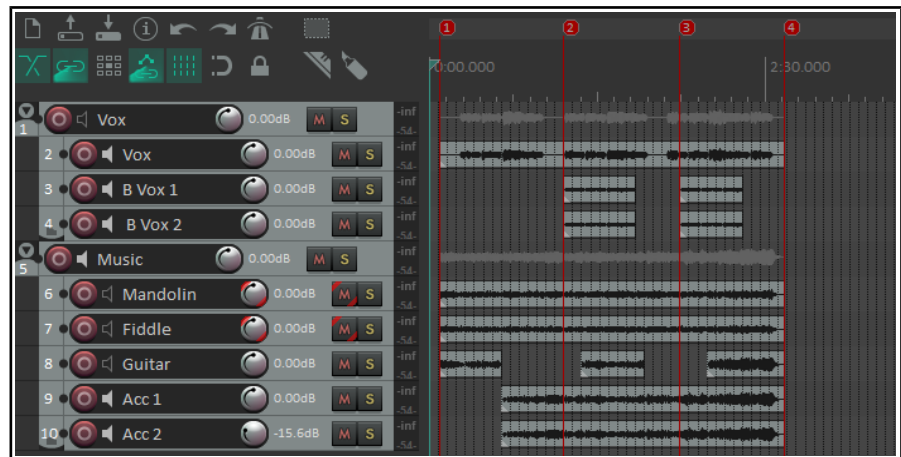 1 2 3 4
0:00.000 2:30.000
1 Vox 0.00dB M S -inf -54-
2 Vox 0.00dB M S -inf -54-
3 B Vox 1 0.00dB M S -inf -54-
4 B Vox 2 0.00dB M S -inf -54-
5 Music 0.00dB M S -inf -54-
6 Mandolin 0.00dB M S -inf -54-
7 Fiddle 0.00dB M S -inf -54-
8 Guitar 0.00dB M S -inf -54-
9 Acc 1 0.00dB M S -inf -54-
10 Acc 2 -15.6dB M S -inf -54-